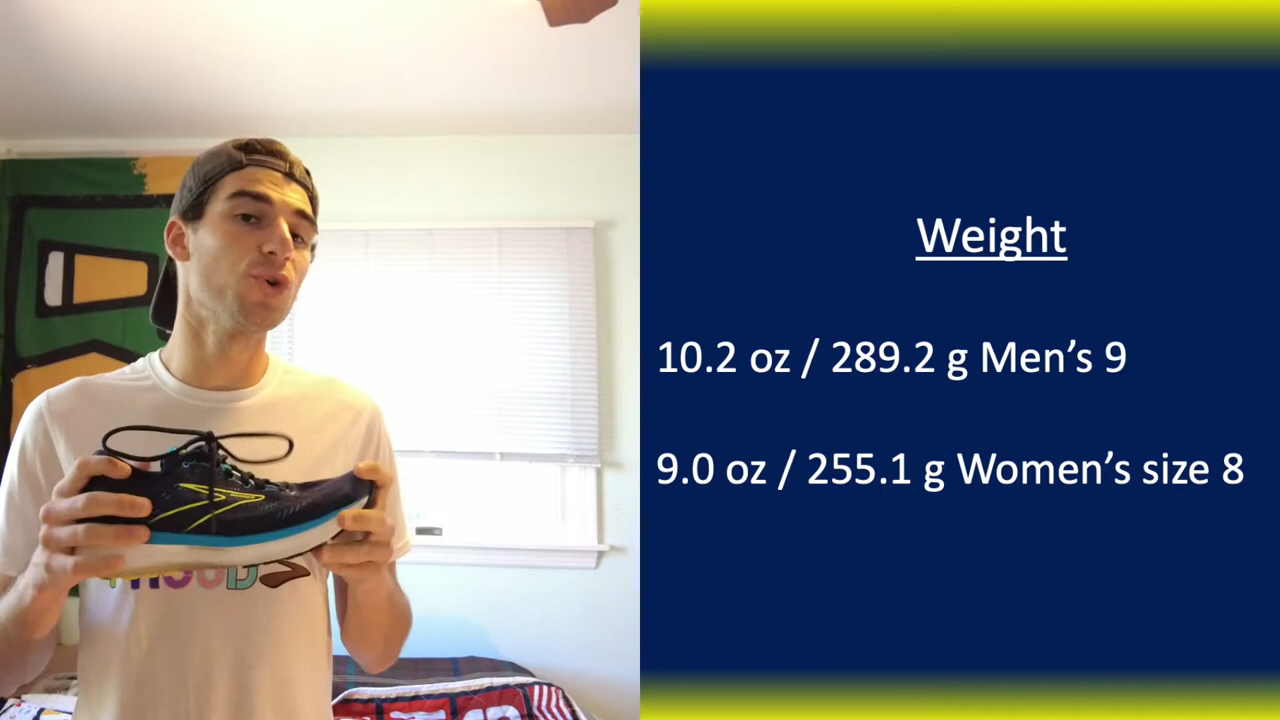 Weight
10.2 oz / 289.2 g Men’s 9
9.0 oz / 255.1 g Women’s size 8